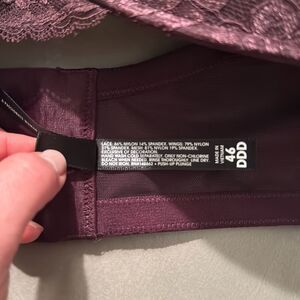 LACE: 86% NYLON 14% SPANDEX. WINGS: 79% NYLON
21% SPANDEX. MESH: 81% NYLON 19% SPANDEX.
EXCLUSIVE OF DECORATION.
HAND WASH COLD SEPARATELY. ONLY NON-CHLORINE
BLEACH WHEN NEEDED. RINSE THOROUGHLY. LINE DRY.
DO NOT IRON. • PUSH-UP PLUNGE
MADE IN
VIETNAM
46
DDD